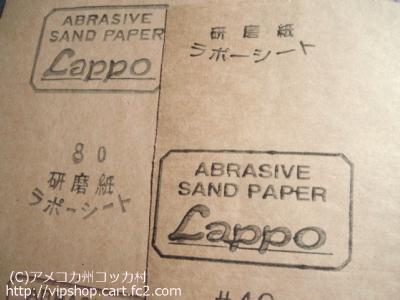 ABRASIVE
SAND PAPER
Lappo
研磨紙
ラポーシート
80
研磨紙
ラポーシート
ABRASIVE
SAND PAPER
Lappo
(C)アメコカ州コッカ村
http://vipshop.cart.fc2.com